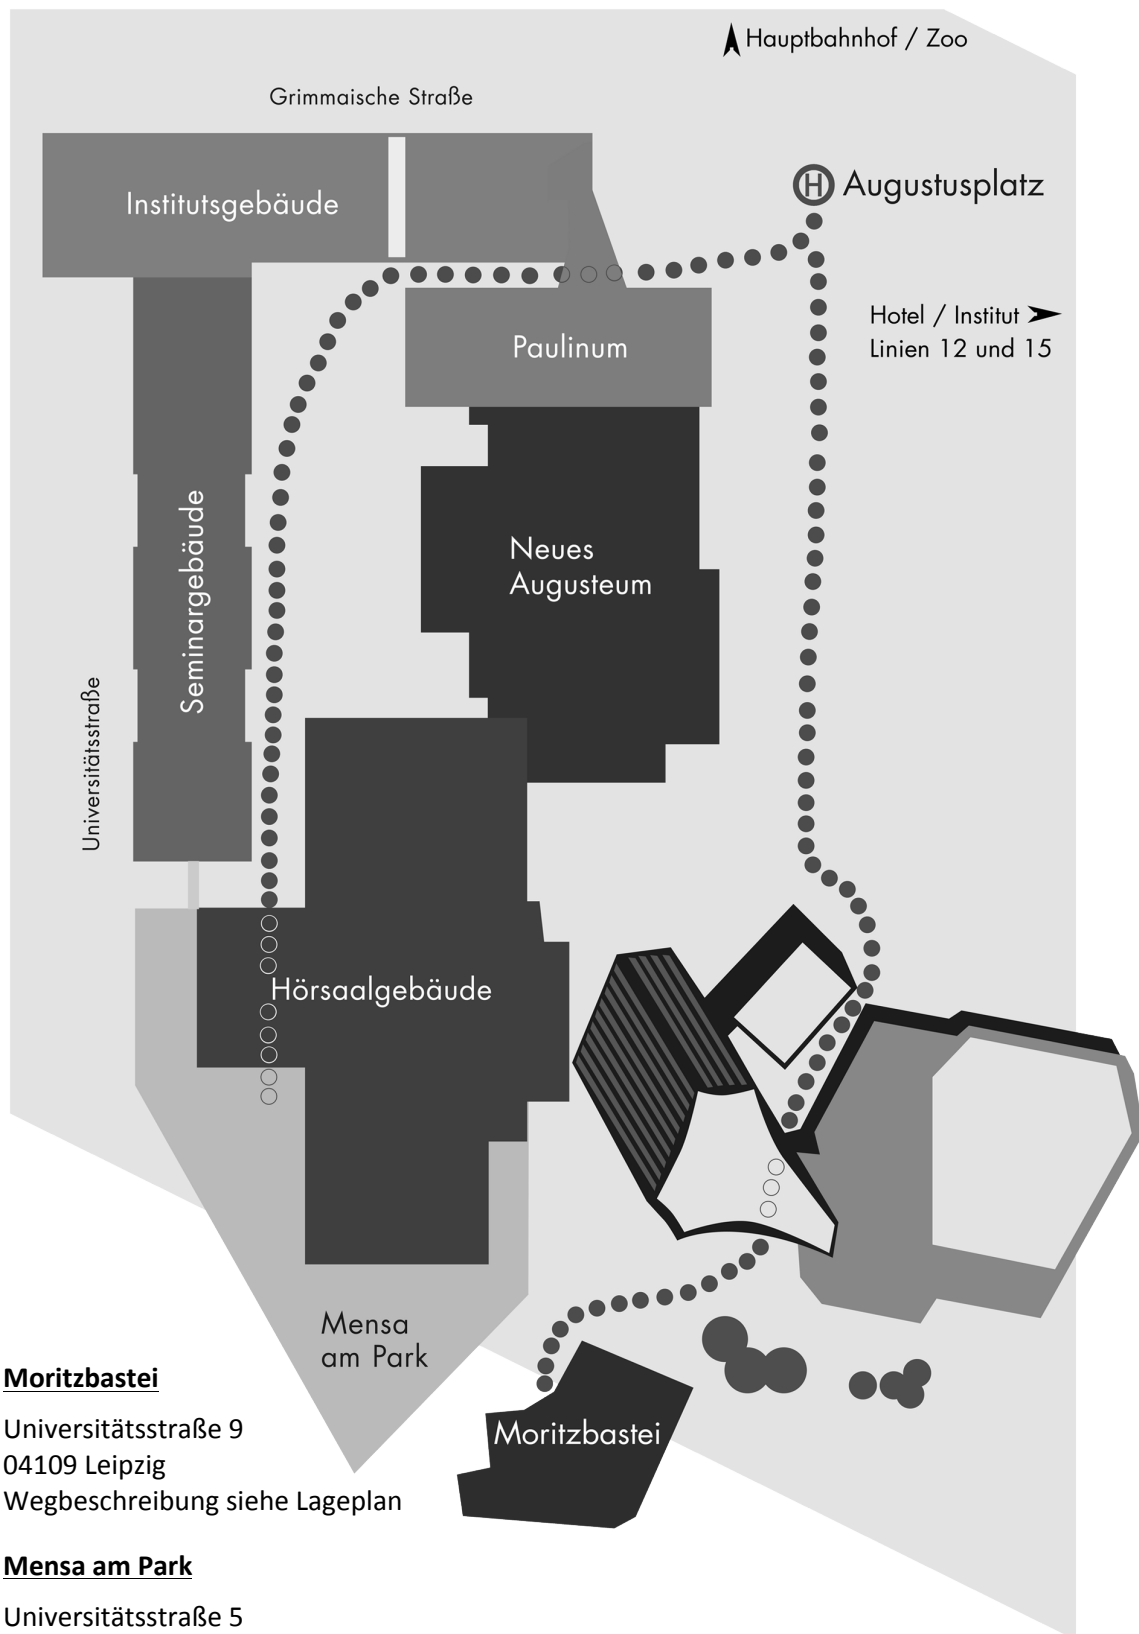 Hauptbahnhof / Zoo
Grimmaische Straße
Institutsgebäude
H Augustusplatz
Hotel / Institut
Linien 12 und 15
Paulinum
Neues
Augusteum
Seminargebäude
Universitätsstraße
Hörsaalgebäude
Mensa
am Park
Moritzbastei
Moritzbastei
Universitätsstraße 9
04109 Leipzig
Wegbeschreibung siehe Lageplan
Mensa am Park
Universitätsstraße 5